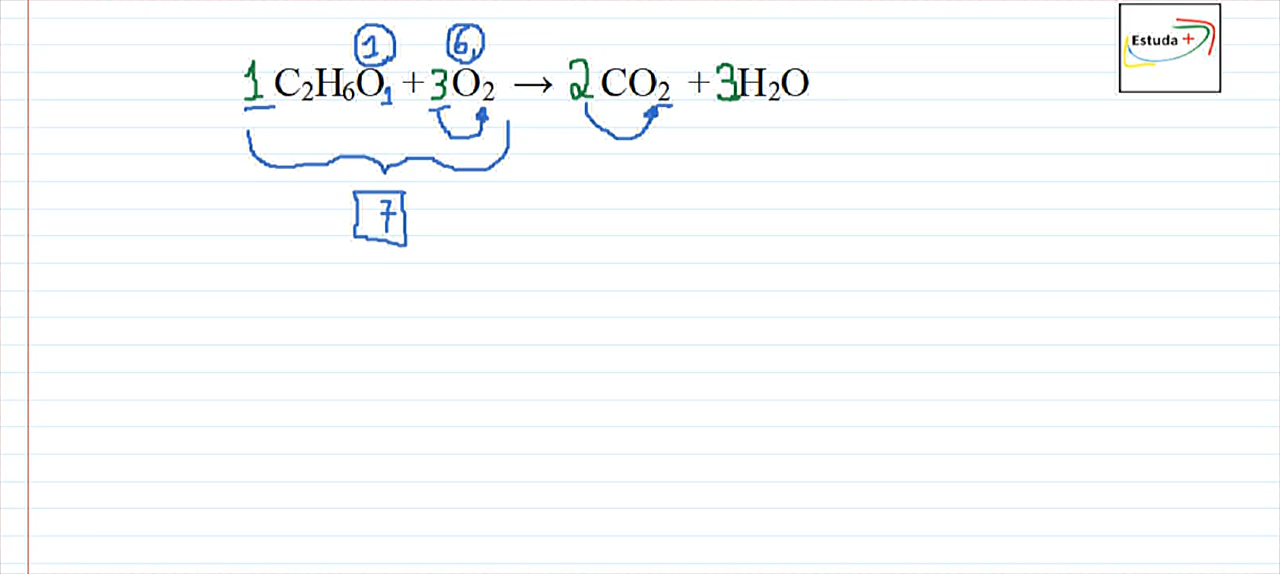 Estuda +
1, 6,
1 C₂H₆O₁ + 3O₂ → 2CO₂ + 3H₂O
7